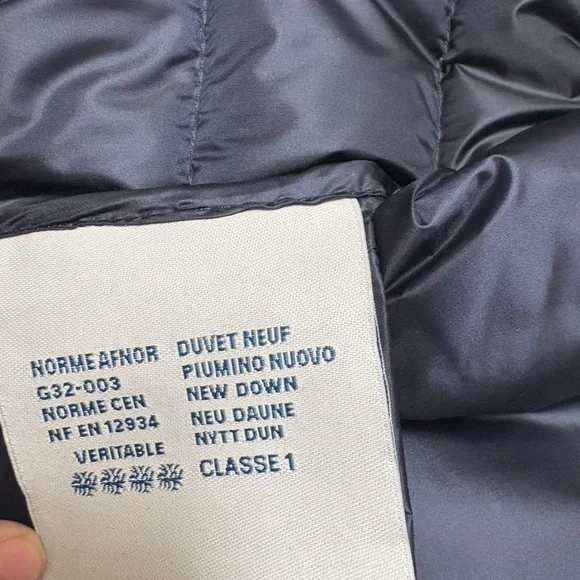 NORME AFNOR
G32-003
NORME CEN
NF EN 12934
VERITABLE
DUVET NEUF
PIUMINO NUOVO
NEW DOWN
NEU DAUNE
NYTT DUN
CLASSE 1